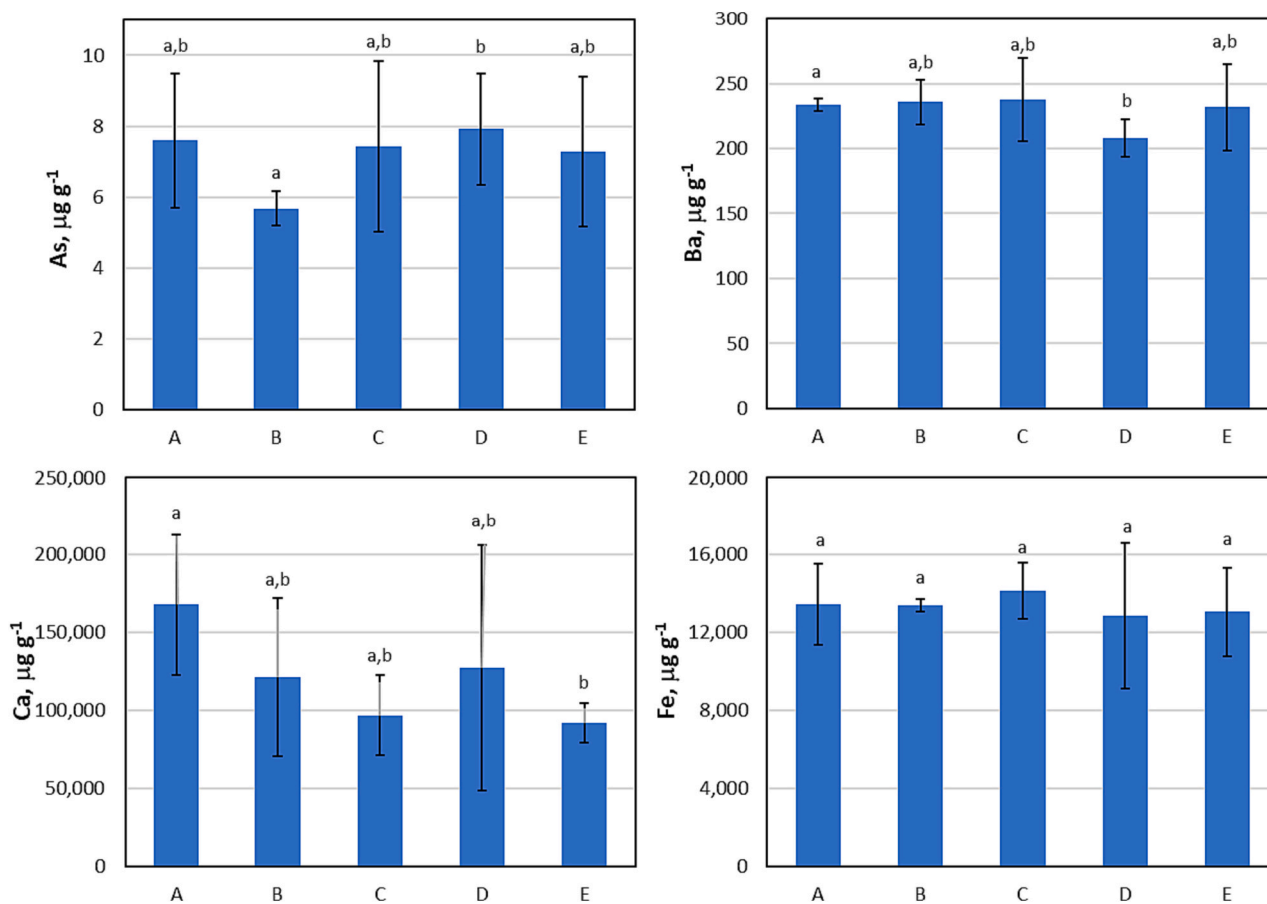 As, µg g-1
10
8
6
4
2
0
a,b
a
a,b
b
a,b
A B C D E
Ba, µg g-1
300
250
200
150
100
50
0
a
a,b
a,b
b
a,b
A B C D E
Ca, µg g-1
250,000
200,000
150,000
100,000
50,000
0
a
a,b
a,b
a,b
b
A B C D E
Fe, µg g-1
20,000
16,000
12,000
8,000
4,000
0
a
a
a
a
a
A B C D E